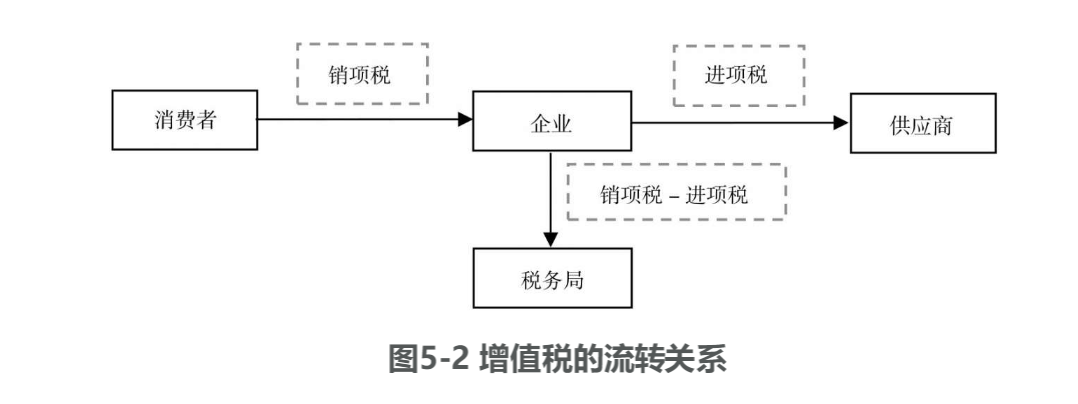 销项税
进项税
消费者
企业
供应商
销项税 – 进项税
税务局
图5-2 增值税的流转关系